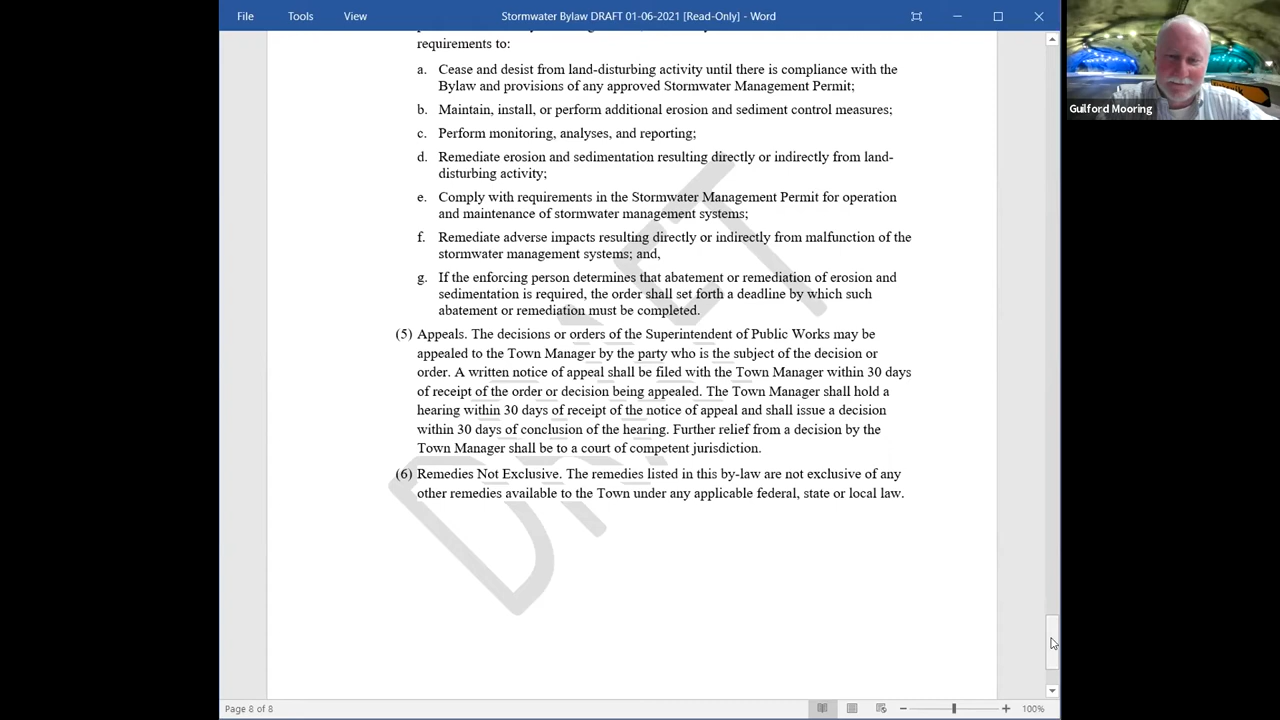 File Tools View Stormwater Bylaw DRAFT 01-06-2021 [Read-Only] - Word
requirements to:
a. Cease and desist from land-disturbing activity until there is compliance with the
Bylaw and provisions of any approved Stormwater Management Permit;
b. Maintain, install, or perform additional erosion and sediment control measures;
c. Perform monitoring, analyses, and reporting;
d. Remediate erosion and sedimentation resulting directly or indirectly from land-
disturbing activity;
e. Comply with requirements in the Stormwater Management Permit for operation
and maintenance of stormwater management systems;
f. Remediate adverse impacts resulting directly or indirectly from malfunction of the
stormwater management systems; and,
g. If the enforcing person determines that abatement or remediation of erosion and
sedimentation is required, the order shall set forth a deadline by which such
abatement or remediation must be completed.
(5) Appeals. The decisions or orders of the Superintendent of Public Works may be
appealed to the Town Manager by the party who is the subject of the decision or
order. A written notice of appeal shall be filed with the Town Manager within 30 days
of receipt of the order or decision being appealed. The Town Manager shall hold a
hearing within 30 days of receipt of the notice of appeal and shall issue a decision
within 30 days of conclusion of the hearing. Further relief from a decision by the
Town Manager shall be to a court of competent jurisdiction.
(6) Remedies Not Exclusive. The remedies listed in this by-law are not exclusive of any
other remedies available to the Town under any applicable federal, state or local law.
DRAFT
Page 8 of 8
100%
Guilford Mooring